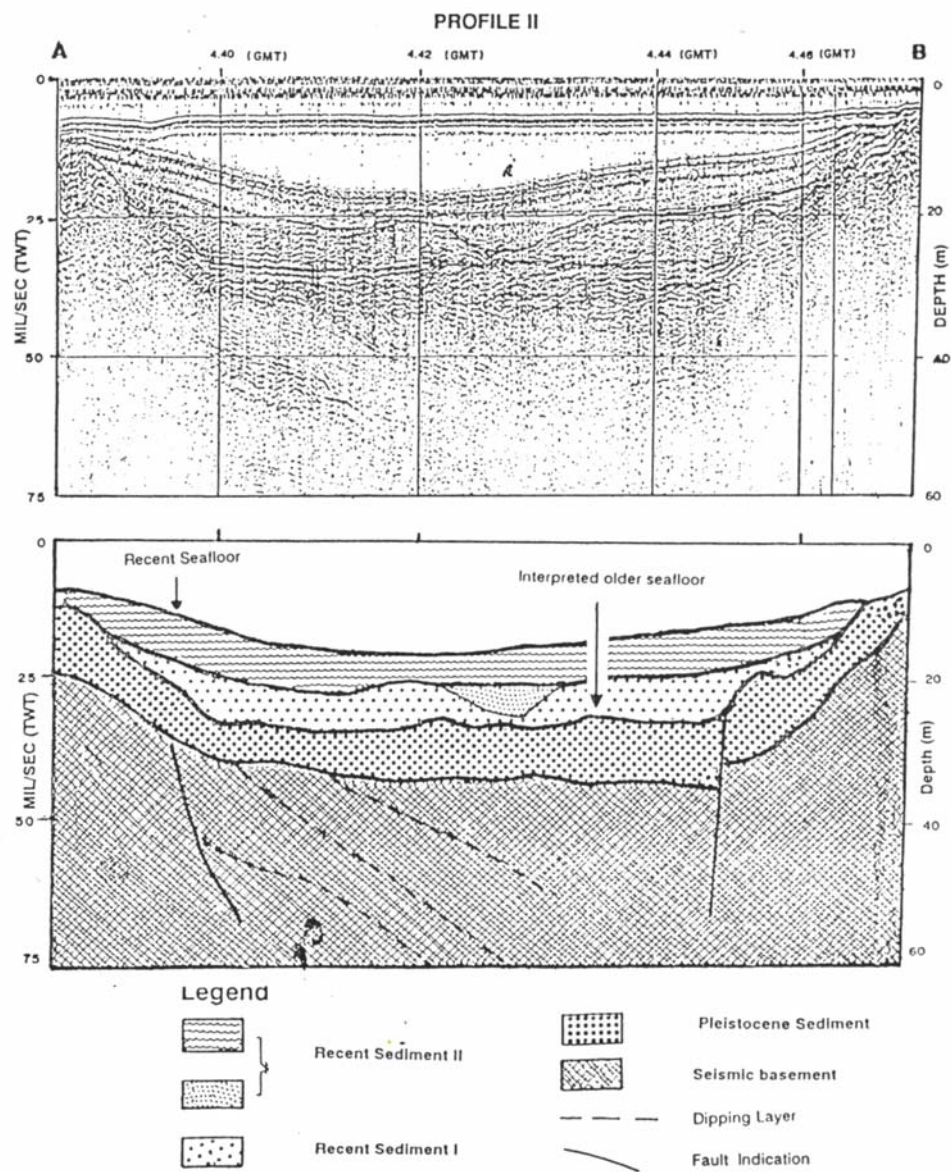 PROFILE II
A 4.40 (GMT) 4.42 (GMT) 4.44 (GMT) 4.46 (GMT) B
0 0
25 20
50 40
75 60
MIL/SEC (TWT)
DEPTH (m)
0 0
Recent Seafloor
Interpreted older seafloor
25 20
50 40
75 60
MIL/SEC (TWT)
Depth (m)
Legend
Recent Sediment II
Recent Sediment I
Pleistocene Sediment
Seismic basement
Dipping Layer
Fault Indication